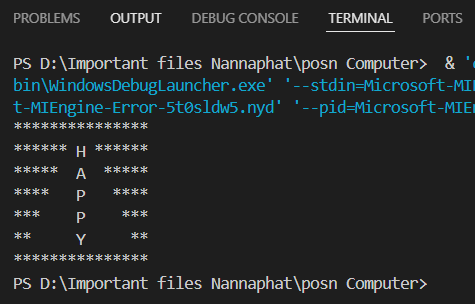 PROBLEMS OUTPUT DEBUG CONSOLE TERMINAL PORTS
PS D:\Important files Nannaphat\posn Computer>  & '
bin\WindowsDebugLauncher.exe' '--stdin=Microsoft-MIE
t-MIEngine-Error-5t0sldw5.nyd' '--pid=Microsoft-MIEn
***************
****** H ******
*****  A  *****
****   P   ****
***    P    ***
**     Y     **
***************
PS D:\Important files Nannaphat\posn Computer>